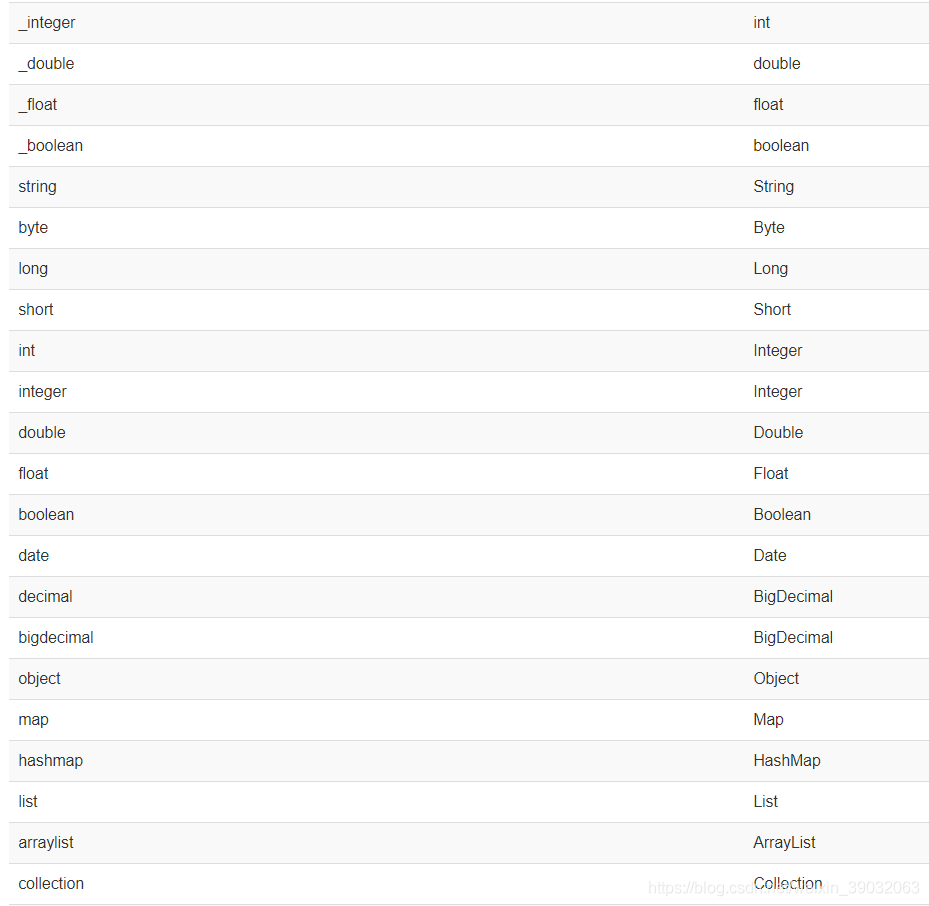 _integer int
_double double
_float float
_boolean boolean
string String
byte Byte
long Long
short Short
int Integer
integer Integer
double Double
float Float
boolean Boolean
date Date
decimal BigDecimal
bigdecimal BigDecimal
object Object
map Map
hashmap HashMap
list List
arraylist ArrayList
collection Collection
https://blog.csdn.net/weixin_39032063